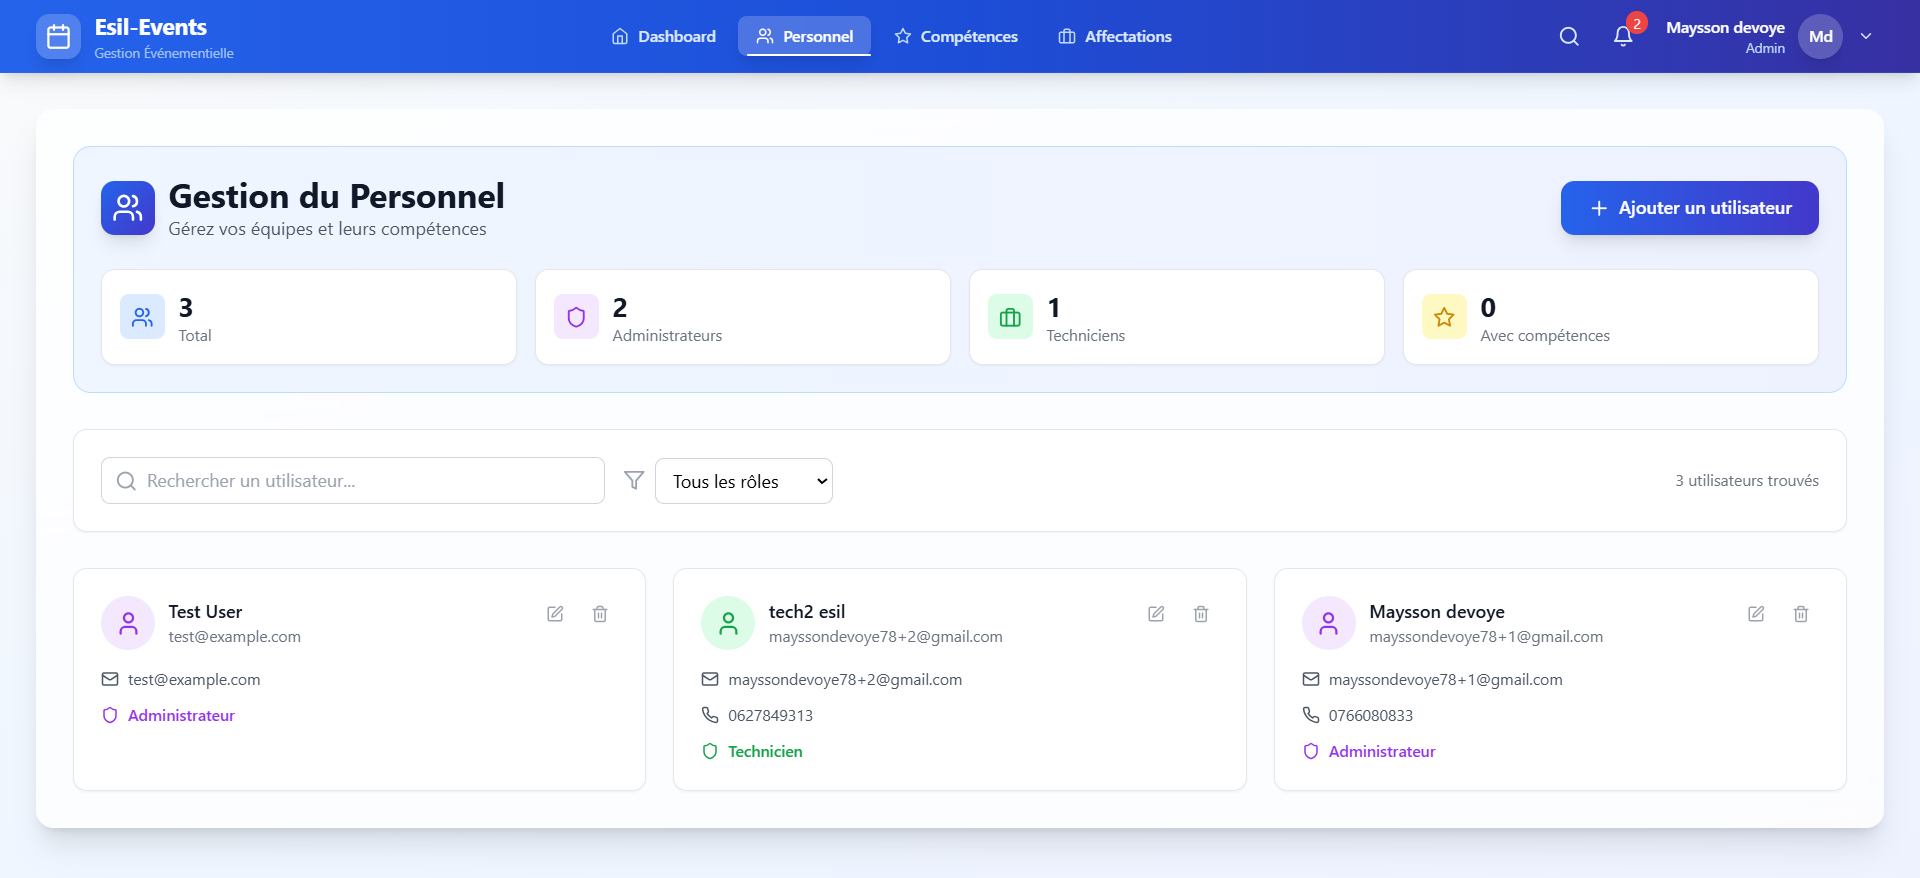 Esil-Events
Gestion Événementielle
Dashboard
Personnel
Compétences
Affectations
2
Maysson devoye
Admin
Md
Gestion du Personnel
Gérez vos équipes et leurs compétences
Ajouter un utilisateur
3
Total
2
Administrateurs
1
Techniciens
0
Avec compétences
Rechercher un utilisateur...
Tous les rôles
3 utilisateurs trouvés
Test User
test@example.com
test@example.com
Administrateur
tech2 esil
mayssondevoye78+2@gmail.com
mayssondevoye78+2@gmail.com
0627849313
Technicien
Maysson devoye
mayssondevoye78+1@gmail.com
mayssondevoye78+1@gmail.com
0766080833
Administrateur